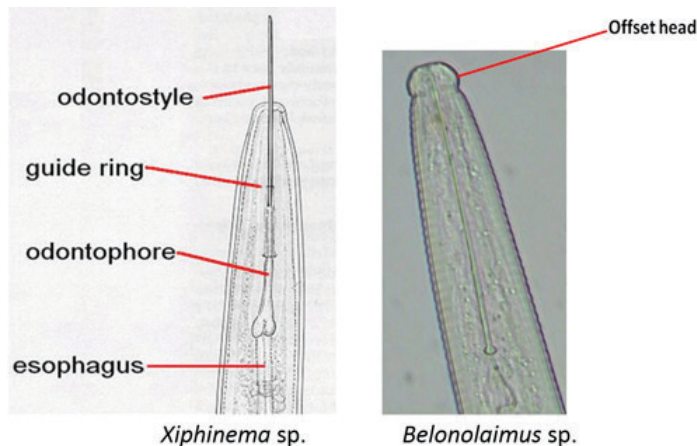 Offset head
odontostyle
guide ring
odontophore
esophagus
Xiphinema sp.
Belonolaimus sp.